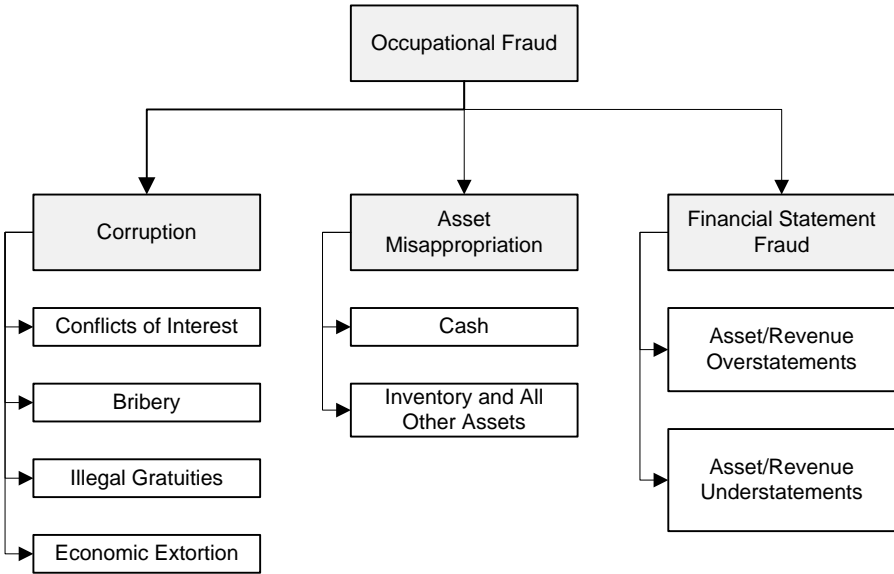 Occupational Fraud
Corruption
Asset
Misappropriation
Financial Statement
Fraud
Conflicts of Interest
Bribery
Illegal Gratuities
Economic Extortion
Cash
Inventory and All
Other Assets
Asset/Revenue
Overstatements
Asset/Revenue
Understatements